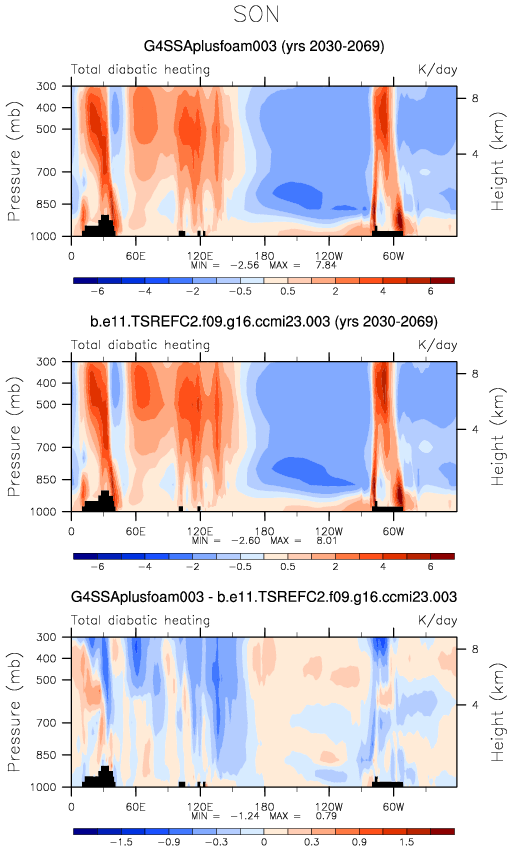 SON
G4SSAplusfoam003 (yrs 2030-2069)
Total diabatic heating K/day
300
500
700
850
1000
Pressure (mb)
8
4
Height (km)
0 60E 120E 180 120W 60W
MIN = -2.56 MAX = 7.84
-6 -4 -2 -1 -0.5 0.5 1 2 4 6
b.e11.TSREFC2.f09.g16.ccmi23.003 (yrs 2030-2069)
Total diabatic heating K/day
300
500
700
850
1000
Pressure (mb)
8
4
Height (km)
0 60E 120E 180 120W 60W
MIN = -2.60 MAX = 8.01
-6 -4 -2 -1 -0.5 0.5 1 2 4 6
G4SSAplusfoam003 - b.e11.TSREFC2.f09.g16.ccmi23.003
Total diabatic heating K/day
300
500
700
850
1000
Pressure (mb)
8
4
Height (km)
0 60E 120E 180 120W 60W
MIN = -1.24 MAX = 0.79
-1.5 -0.9 -0.3 0 0.3 0.9 1.5